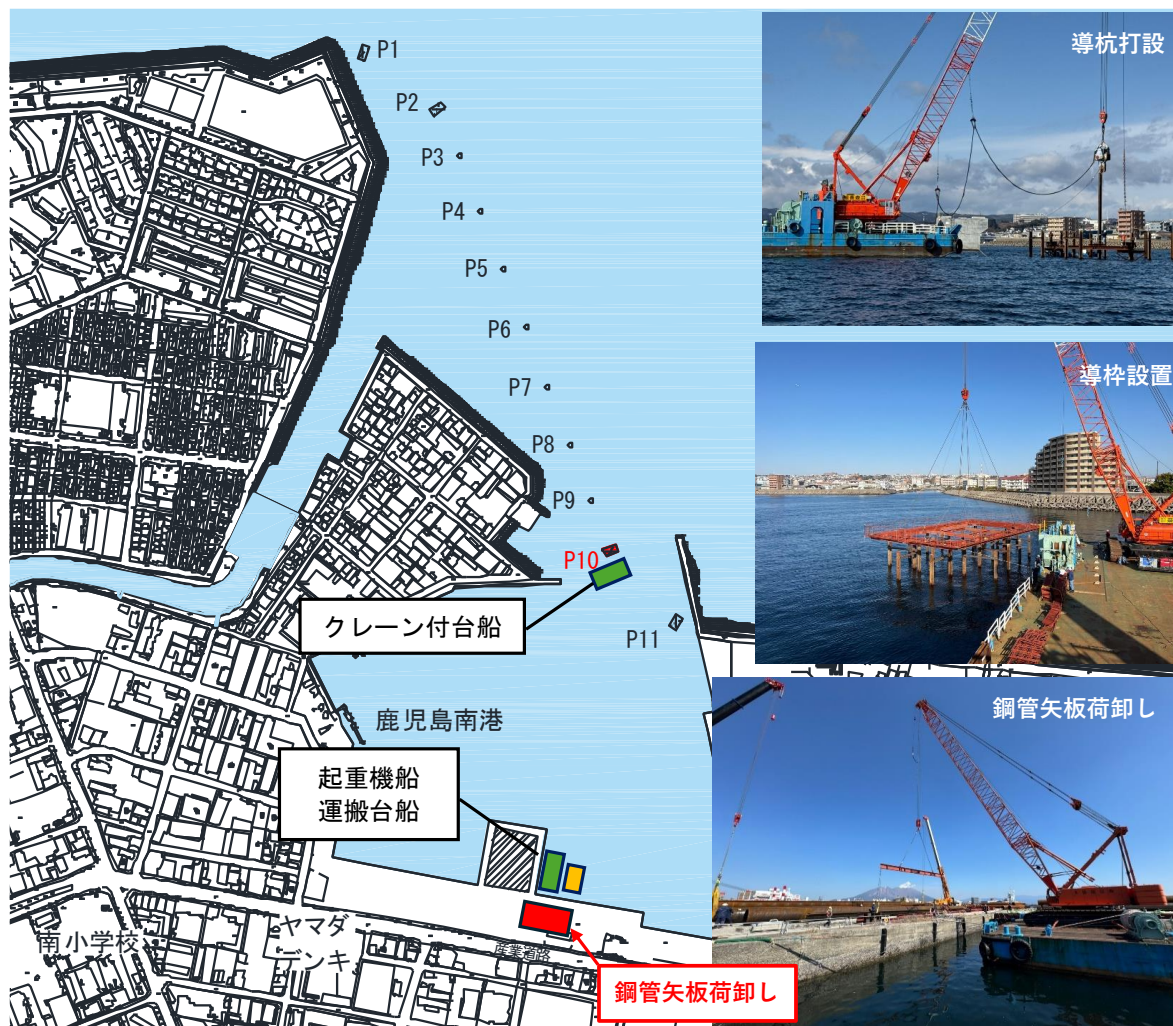 導杭打設
P1
P2
P3
P4
P5
P6
導枠設置
P7
P8
P9
P10
クレーン付台船
P11
鹿児島南港
鋼管矢板荷卸し
起重機船
運搬台船
ヤマダ
デンキ
南小学校
産業道路
鋼管矢板荷卸し